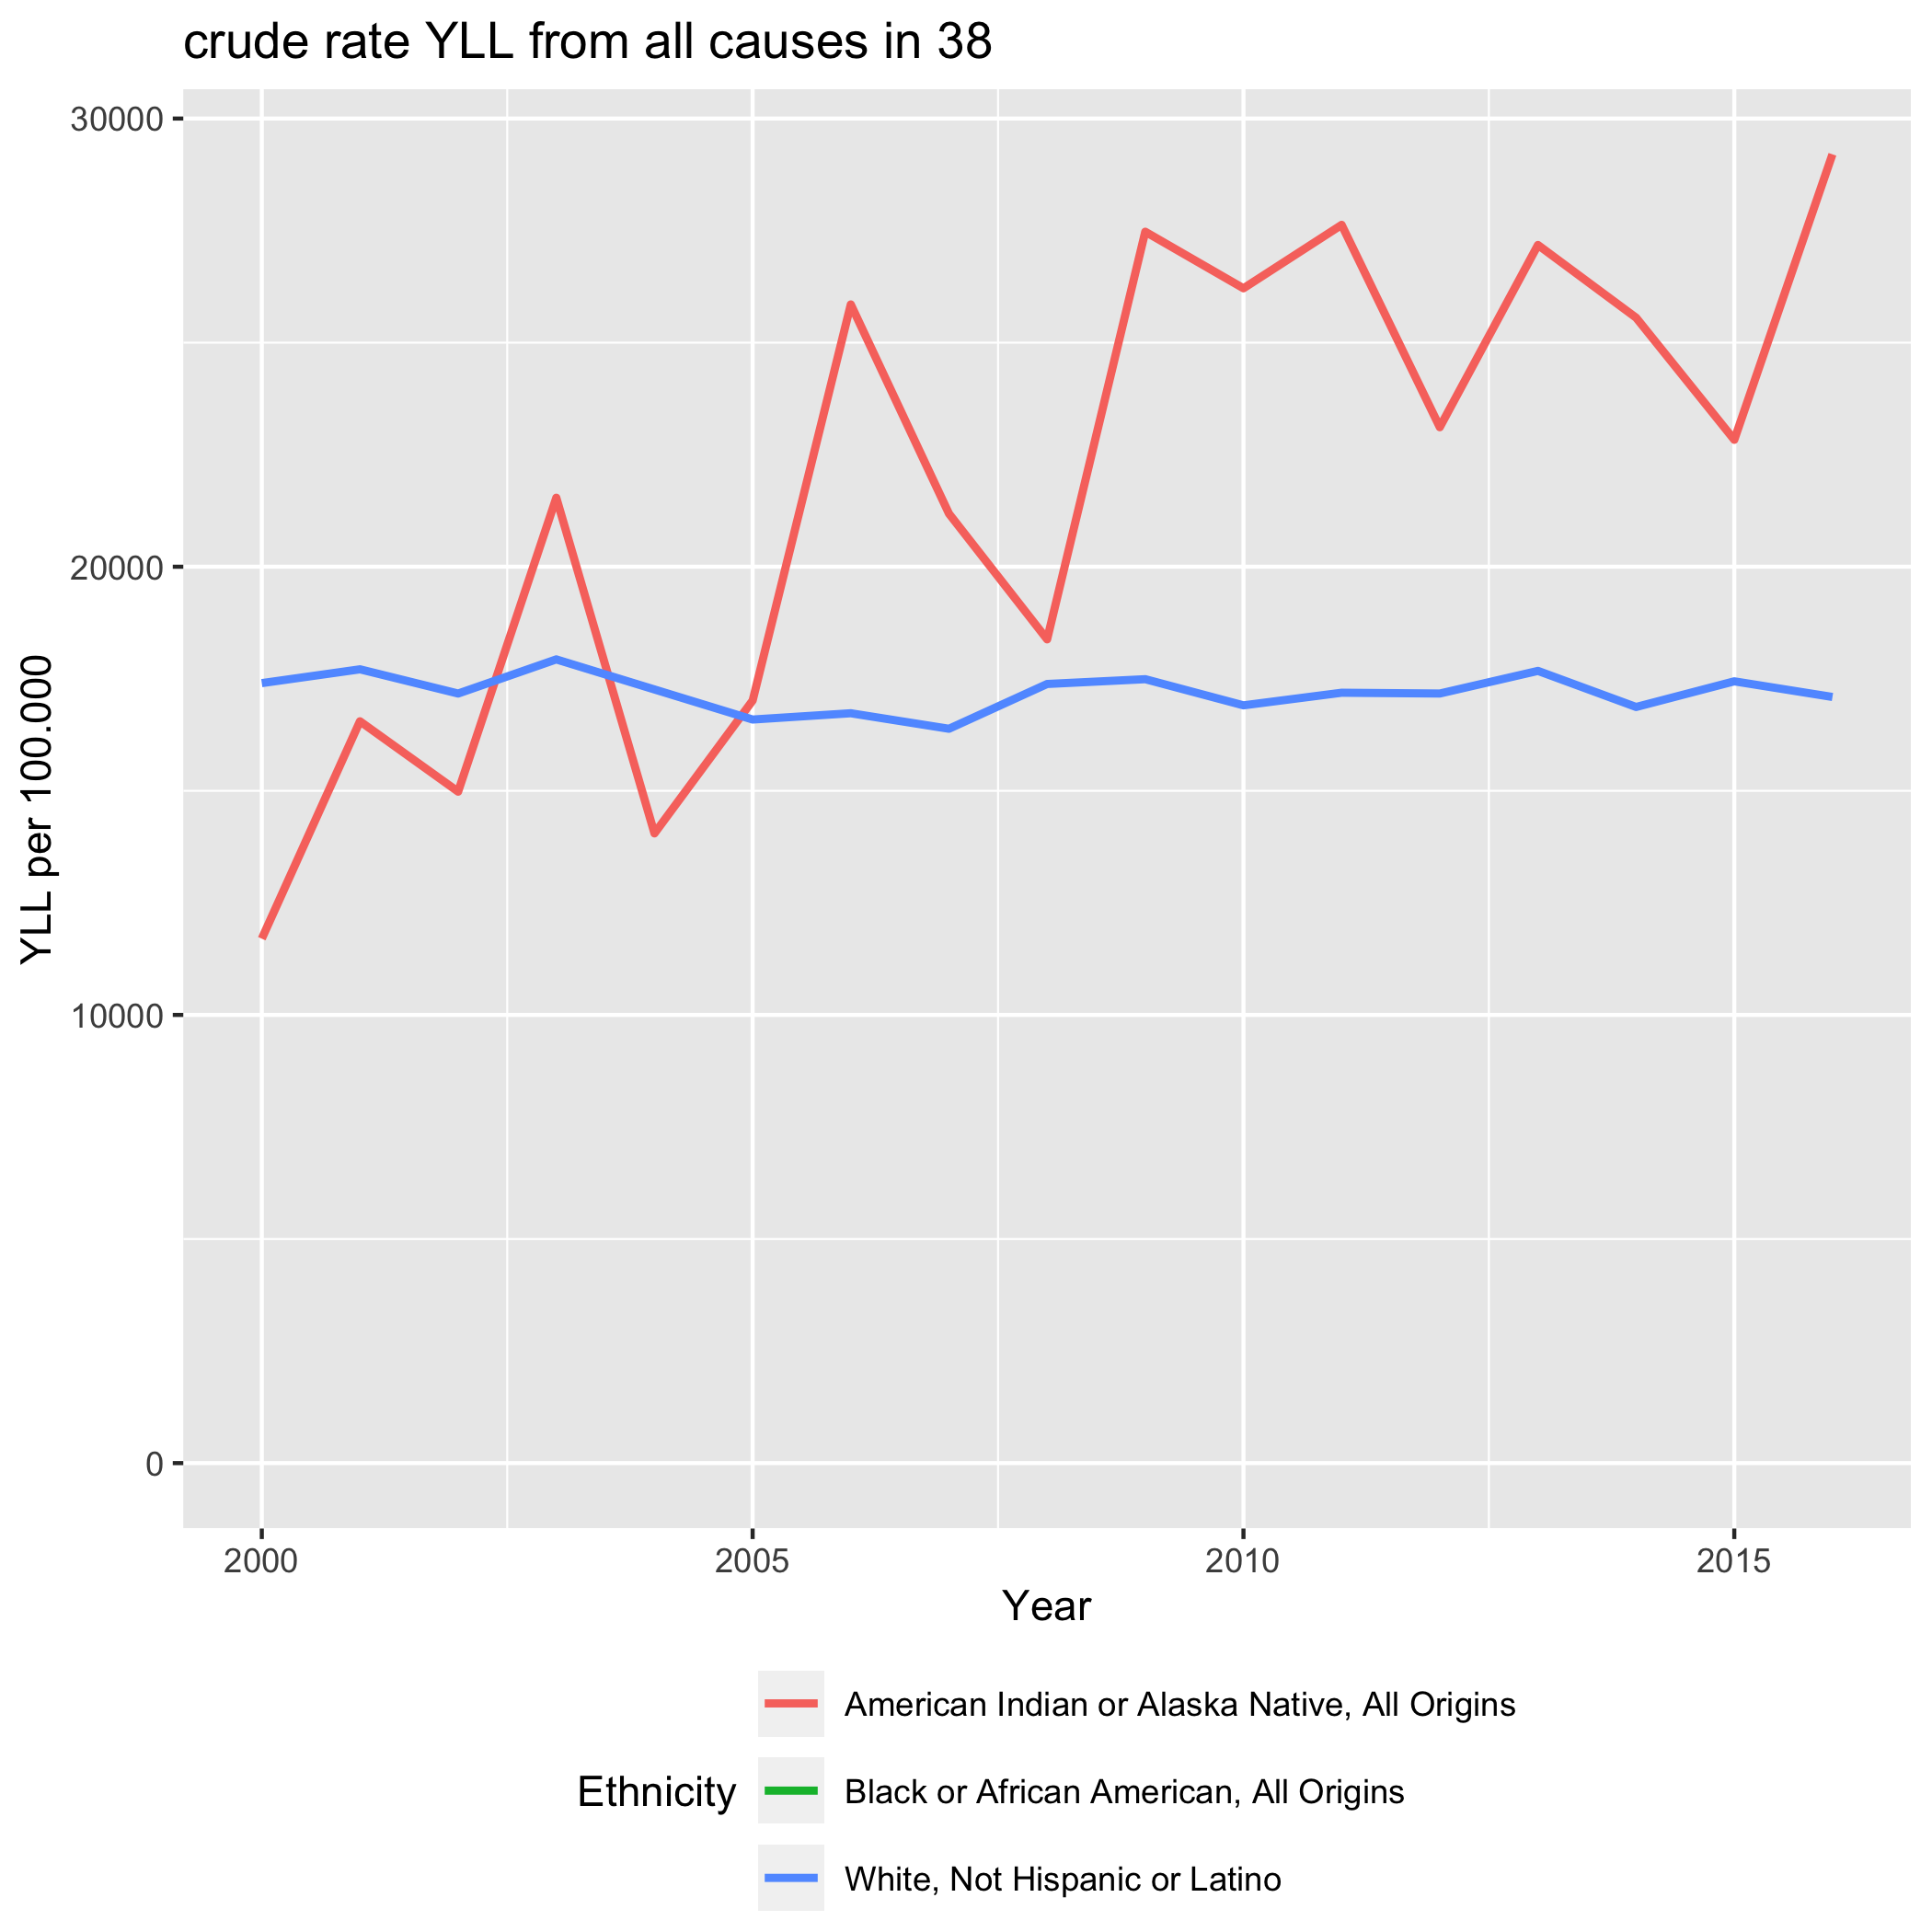 crude rate YLL from all causes in 38
30000
20000
10000
0
YLL per 100.000
2000 2005 2010 2015
Year
Ethnicity
American Indian or Alaska Native, All Origins
Black or African American, All Origins
White, Not Hispanic or Latino